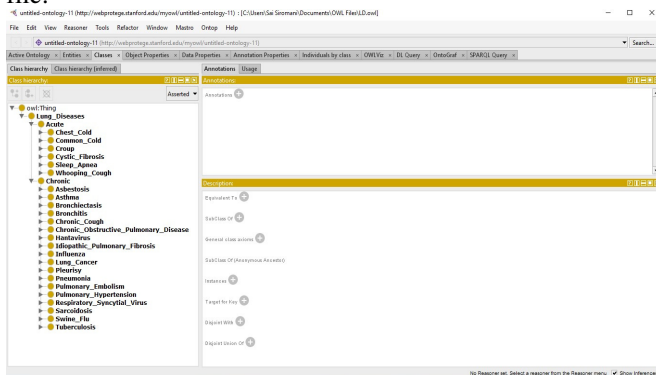 file.
untitled-ontology-11 (http://webprotege.stanford.edu/myowl/untitled-ontology-11) : [C:\Users\Sai Siromani\Documents\OWL Files\LD.owl]
File Edit View Reasoner Tools Refactor Window Mastro Ontop Help
untitled-ontology-11 (http://webprotege.stanford.edu/myowl/untitled-ontology-11)
Search...
Active Ontology × Entities × Classes × Object Properties × Data Properties × Annotation Properties × Individuals by class × OWLViz × DL Query × OntoGraf × SPARQL Query ×
Class hierarchy Class hierarchy (inferred)
Class hierarchy:
Asserted
owl:Thing
Lung_Diseases
Acute
Chest_Cold
Common_Cold
Croup
Cystic_Fibrosis
Sleep_Apnea
Whooping_Cough
Chronic
Asbestosis
Asthma
Bronchiectasis
Bronchitis
Chronic_Cough
Chronic_Obstructive_Pulmonary_Disease
Hantavirus
Idiopathic_Pulmonary_Fibrosis
Influenza
Lung_Cancer
Pleurisy
Pneumonia
Pulmonary_Embolism
Pulmonary_Hypertension
Respiratory_Syncytial_Virus
Sarcoidosis
Swine_Flu
Tuberculosis
Annotations Usage
Annotations:
Annotations
Description:
Equivalent To
SubClass Of
General class axioms
SubClass Of (Anonymous Ancestor)
Instances
Target for Key
Disjoint With
Disjoint Union Of
No Reasoner set. Select a reasoner from the Reasoner menu
Show Inferences